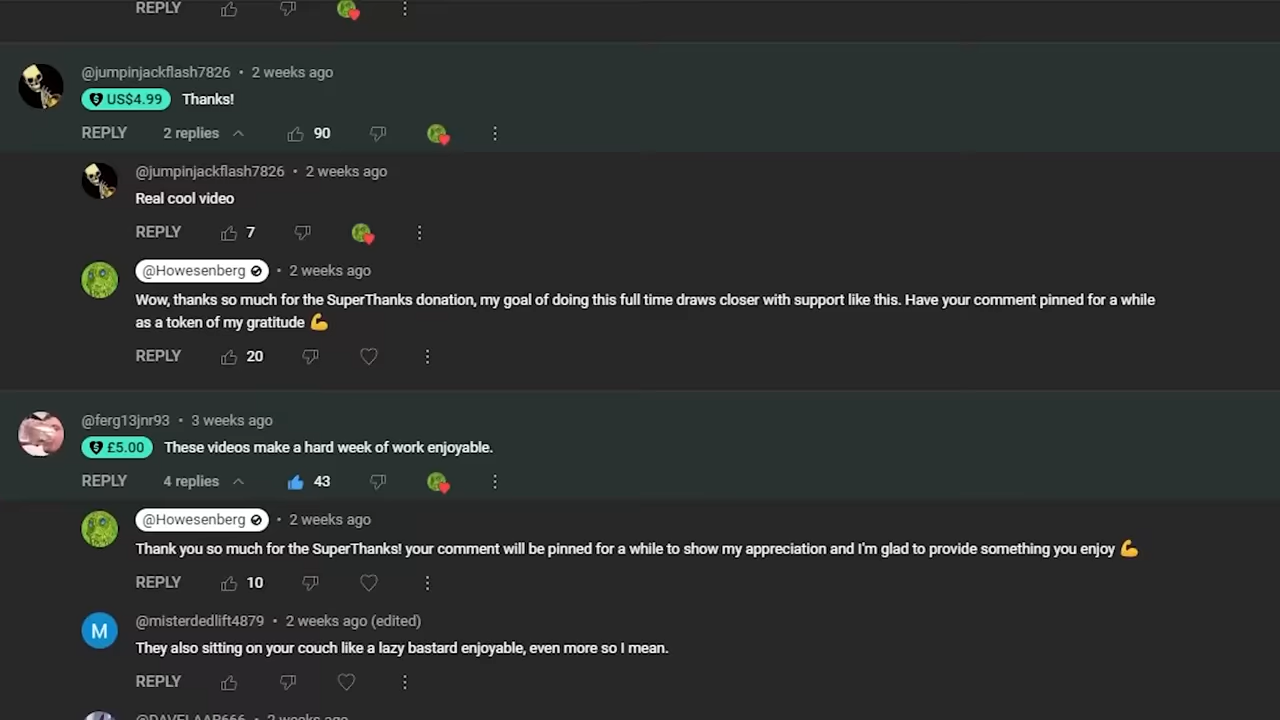 REPLY
@jumpinjackflash7826 • 2 weeks ago
US$4.99 Thanks!
REPLY 2 replies 90
@jumpinjackflash7826 • 2 weeks ago
Real cool video
REPLY 7
@Howesenberg • 2 weeks ago
Wow, thanks so much for the SuperThanks donation, my goal of doing this full time draws closer with support like this. Have your comment pinned for a while
as a token of my gratitude 💪
REPLY 20
@ferg13jnr93 • 3 weeks ago
£5.00 These videos make a hard week of work enjoyable.
REPLY 4 replies 43
@Howesenberg • 2 weeks ago
Thank you so much for the SuperThanks! your comment will be pinned for a while to show my appreciation and I'm glad to provide something you enjoy 💪
REPLY 10
M
@misterdedlift4879 • 2 weeks ago (edited)
They also sitting on your couch like a lazy bastard enjoyable, even more so I mean.
REPLY
• 2 weeks ago